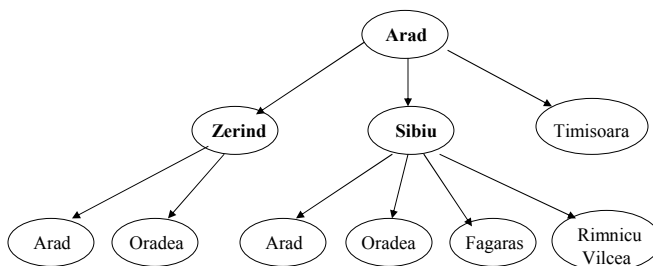 Arad
Zerind
Sibiu
Timisoara
Arad
Oradea
Arad
Oradea
Fagaras
Rimnicu
Vilcea